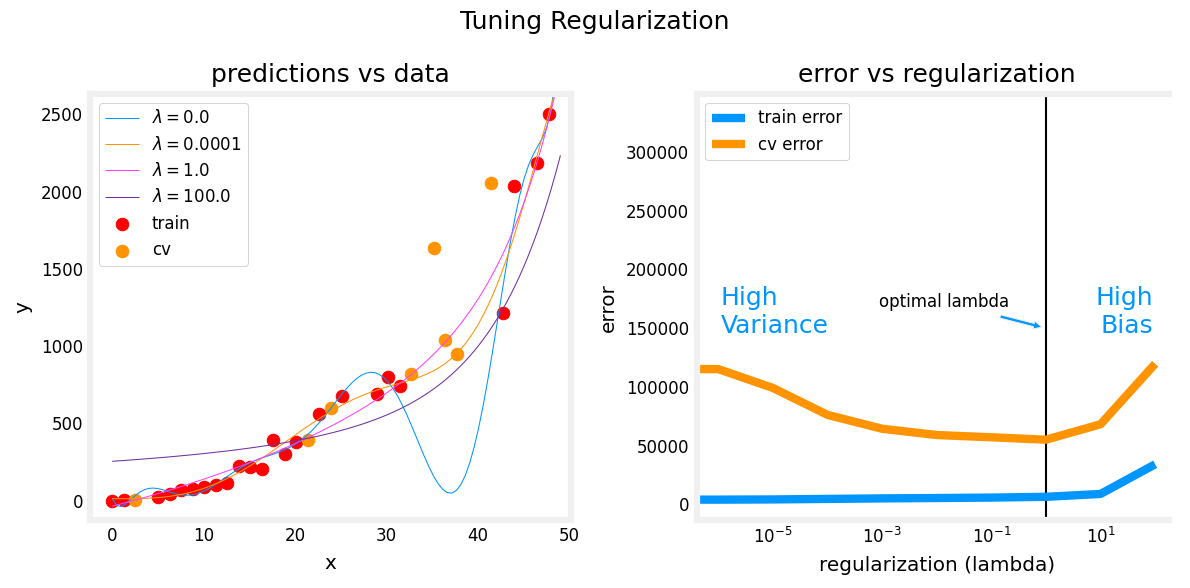 Tuning Regularization
predictions vs data
2500
2000
1500
1000
500
0
0 10 20 30 40 50
y
x
λ = 0.0
λ = 0.0001
λ = 1.0
λ = 100.0
train
cv
error vs regularization
300000
250000
200000
150000
100000
50000
0
10⁻⁵ 10⁻³ 10⁻¹ 10¹
error
regularization (lambda)
train error
cv error
High
Variance
optimal lambda
High
Bias